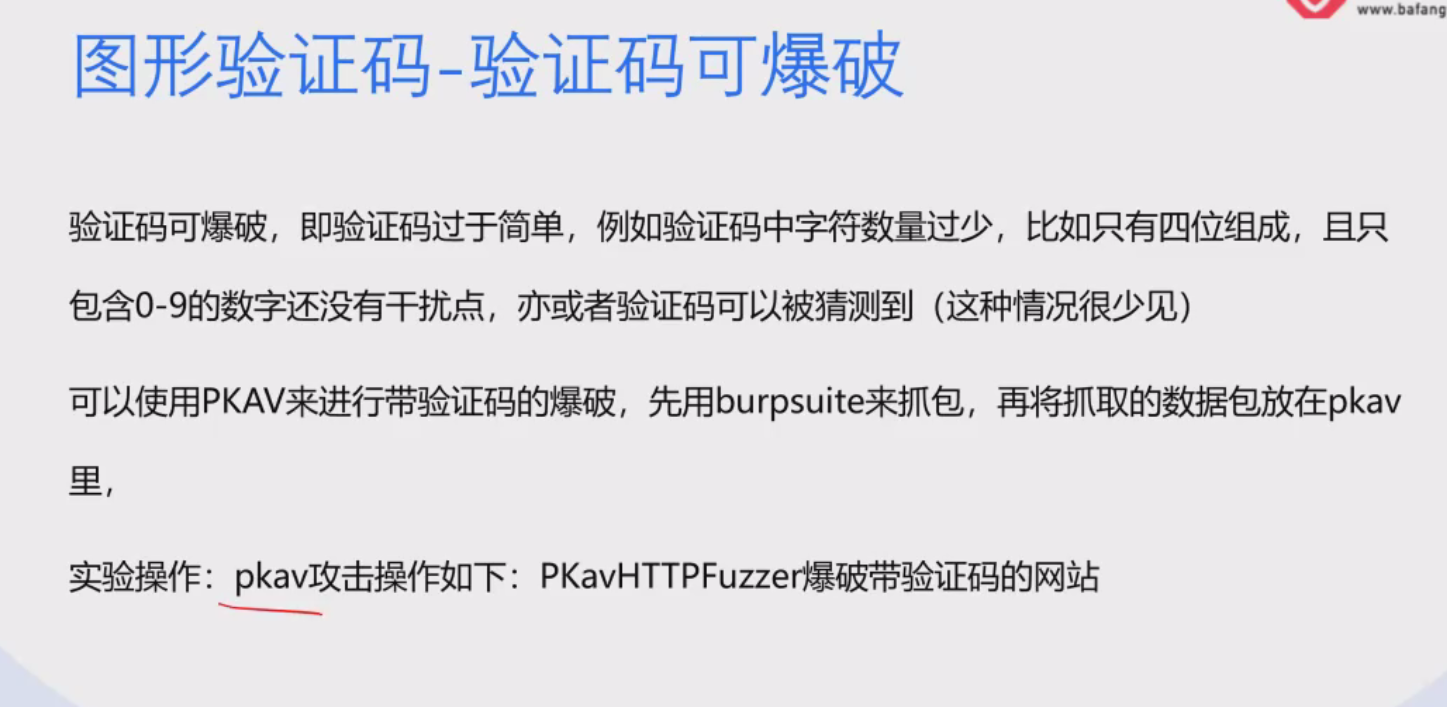 www.bafang
图形验证码-验证码可爆破
验证码可爆破，即验证码过于简单，例如验证码中字符数量过少，比如只有四位组成，且只
包含0-9的数字还没有干扰点，亦或者验证码可以被猜测到（这种情况很少见）
可以使用PKAV来进行带验证码的爆破，先用burpsuite来抓包，再将抓取的数据包放在pkav
里，
实验操作：pkav攻击操作如下：PKavHTTPFuzzer爆破带验证码的网站